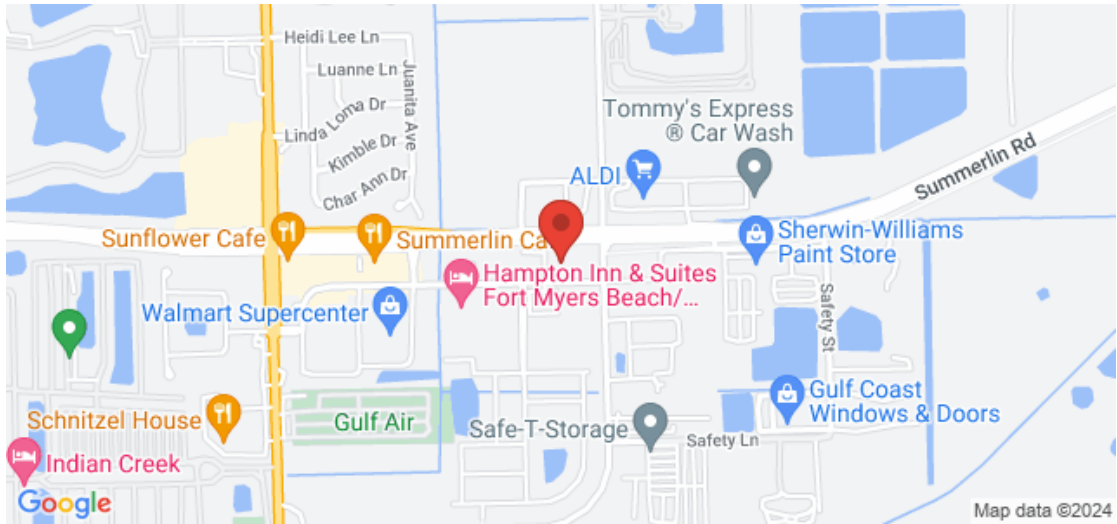 Heidi Lee Ln
Luanne Ln
Juanita Ave
Linda Loma Dr
Kimble Dr
Char Ann Dr
Tommy's Express
® Car Wash
ALDI
Summerlin Rd
Sunflower Cafe
Summerlin Ca
Sherwin-Williams
Paint Store
Hampton Inn & Suites
Fort Myers Beach/...
Walmart Supercenter
Safety St
Schnitzel House
Gulf Air
Gulf Coast
Windows & Doors
Safe-T-Storage
Safety Ln
Indian Creek
Google
Map data ©2024